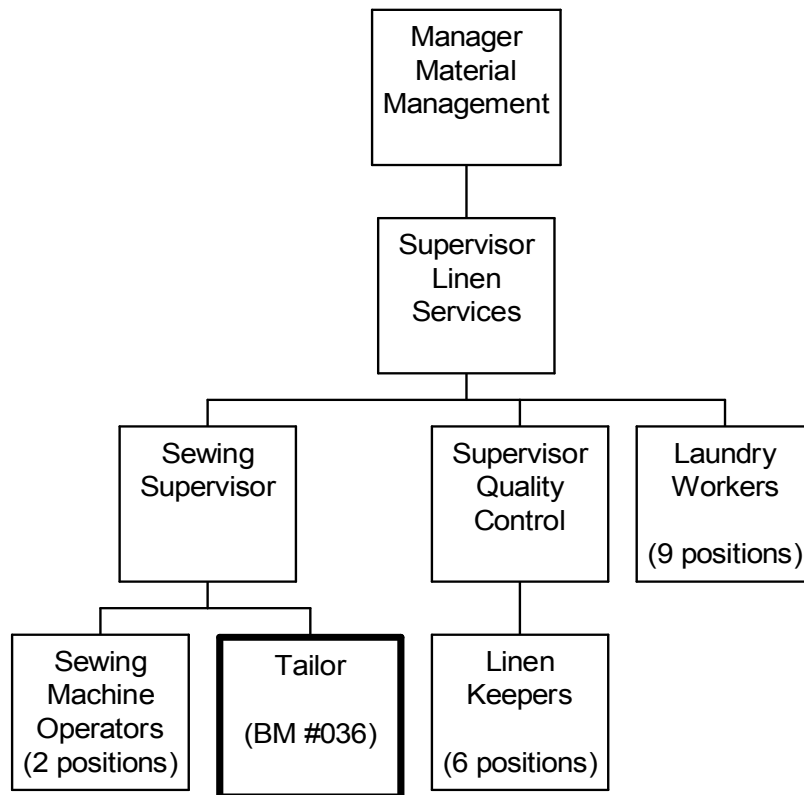 Manager
Material
Management
Supervisor
Linen
Services
Sewing
Supervisor
Supervisor
Quality
Control
Laundry
Workers
(9 positions)
Sewing
Machine
Operators
(2 positions)
Tailor
(BM #036)
Linen
Keepers
(6 positions)